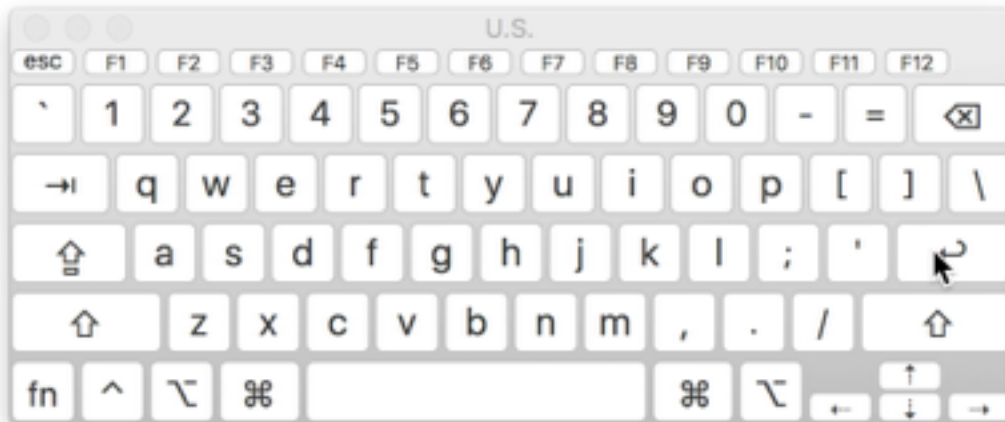 U.S.
esc F1 F2 F3 F4 F5 F6 F7 F8 F9 F10 F11 F12
` 1 2 3 4 5 6 7 8 9 0 - = ⌫
⇥ q w e r t y u i o p [ ] \
⇪ a s d f g h j k l ; ' ↩
⇧ z x c v b n m , . / ⇧
fn ^ ⌥ ⌘ ⌘ ⌥ ← ↑ ↓ →